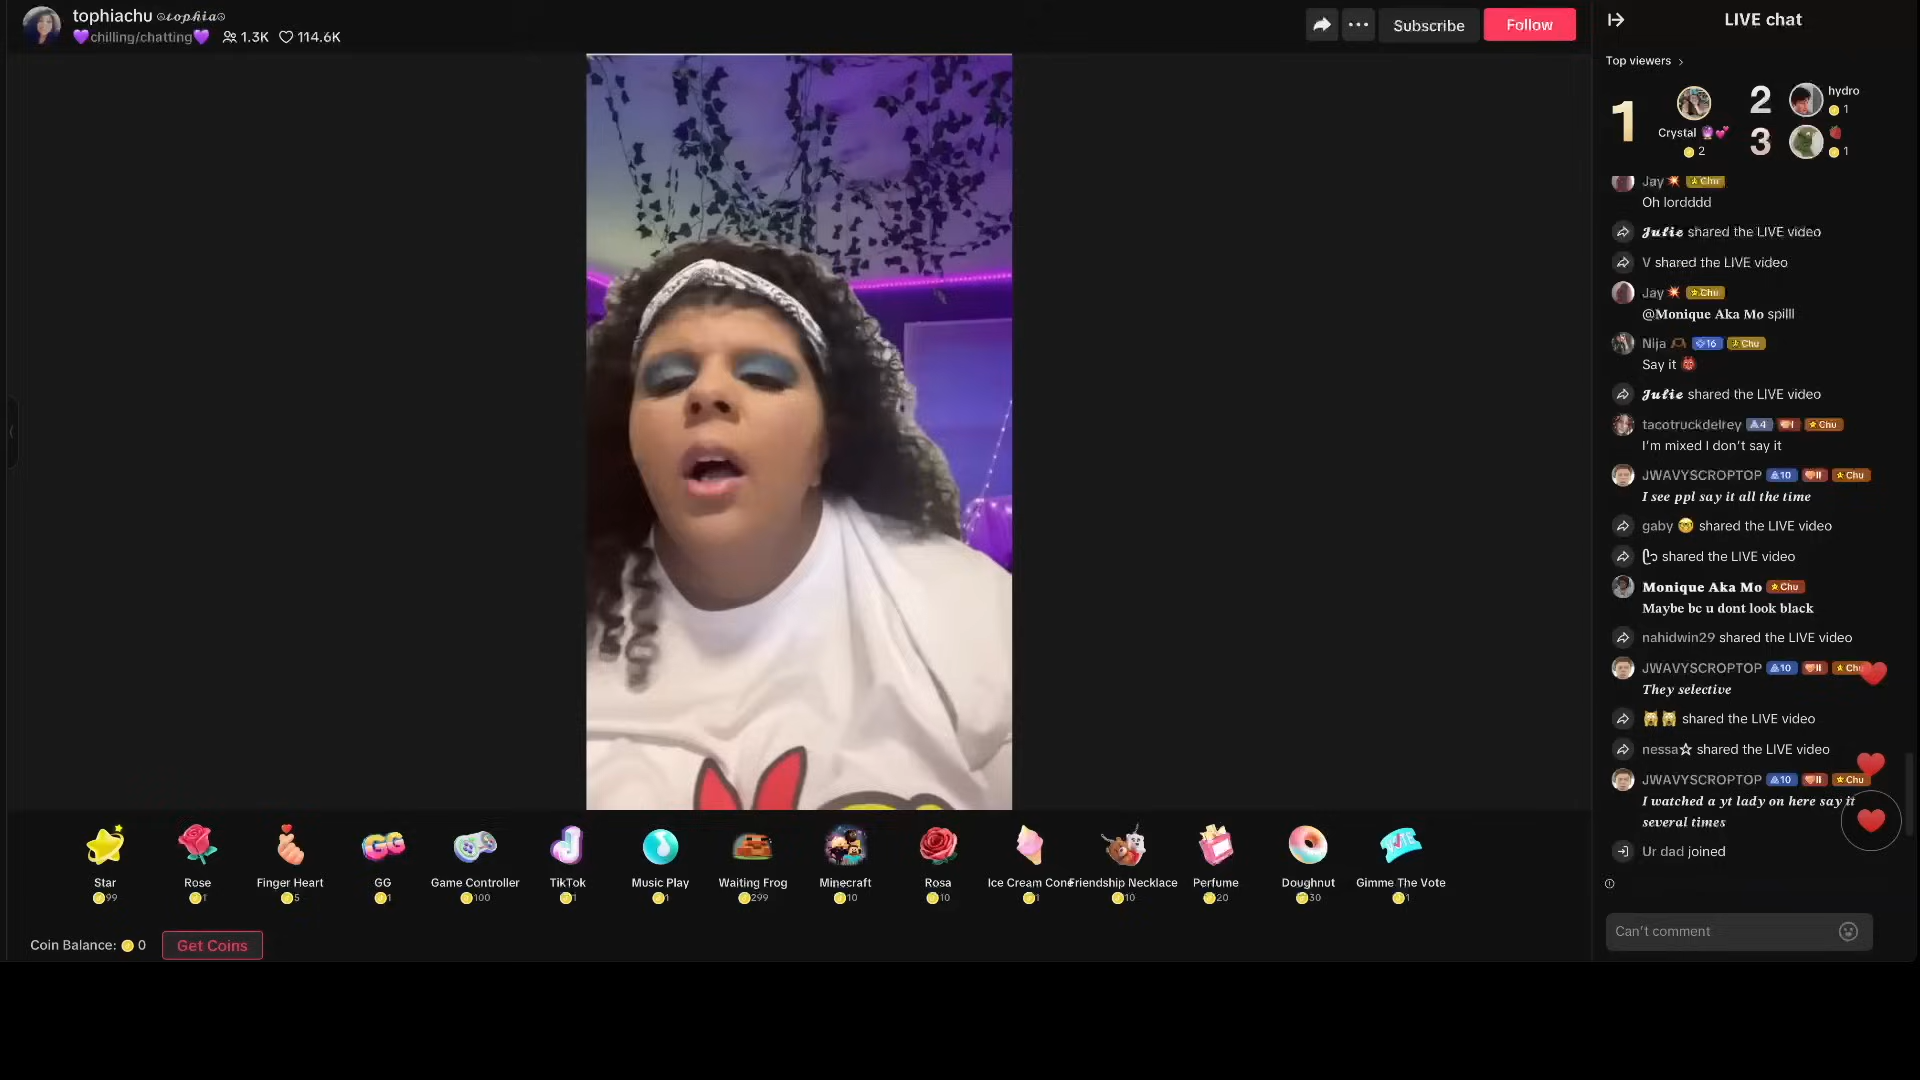 tophiachu ☮𝓽𝓸𝓹𝓱𝓲𝓪☮
💜chilling/chatting💜 1.3K 114.6K
Subscribe
Follow
LIVE chat
Top viewers >
1
Crystal 🔮💕
2
2
hydro
1
3
🍓
1
Jay💥 Chu
Oh lordddd
𝓙𝓾𝓵𝓲𝓮 shared the LIVE video
V shared the LIVE video
Jay💥 Chu
@Monique Aka Mo spilll
Nija 16 Chu
Say it 👹
𝓙𝓾𝓵𝓲𝓮 shared the LIVE video
tacotruckdelrey 4 I Chu
I'm mixed I don't say it
JWAVYSCROPTOP 10 II Chu
I see ppl say it all the time
gaby 🤓 shared the LIVE video
shared the LIVE video
Monique Aka Mo Chu
Maybe bc u dont look black
nahidwin29 shared the LIVE video
JWAVYSCROPTOP 10 II Chu
They selective
🙀🙀 shared the LIVE video
nessa☆ shared the LIVE video
JWAVYSCROPTOP 10 II Chu
I watched a yt lady on here say it
several times
Ur dad joined
Can't comment
GG
Star Rose Finger Heart GG Game Controller TikTok Music Play Waiting Frog Minecraft Rosa Ice Cream Cone Friendship Necklace Perfume Doughnut Gimme The Vote
99 1 5 1 100 1 1 299 10 10 1 10 20 30 1
Coin Balance: 0 Get Coins